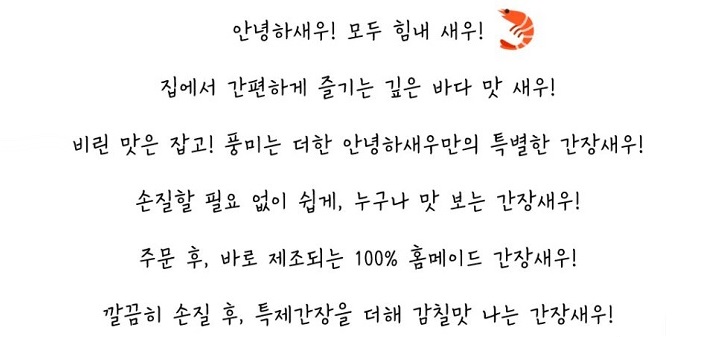 안녕하새우! 모두 힘내 새우!
집에서 간편하게 즐기는 깊은 바다 맛 새우!
비린 맛은 잡고! 풍미는 더한 안녕하새우만의 특별한 간장새우!
손질할 필요 없이 쉽게, 누구나 맛 보는 간장새우!
주문 후, 바로 제조되는 100% 홈메이드 간장새우!
깔끔히 손질 후, 특제간장을 더해 감칠맛 나는 간장새우!